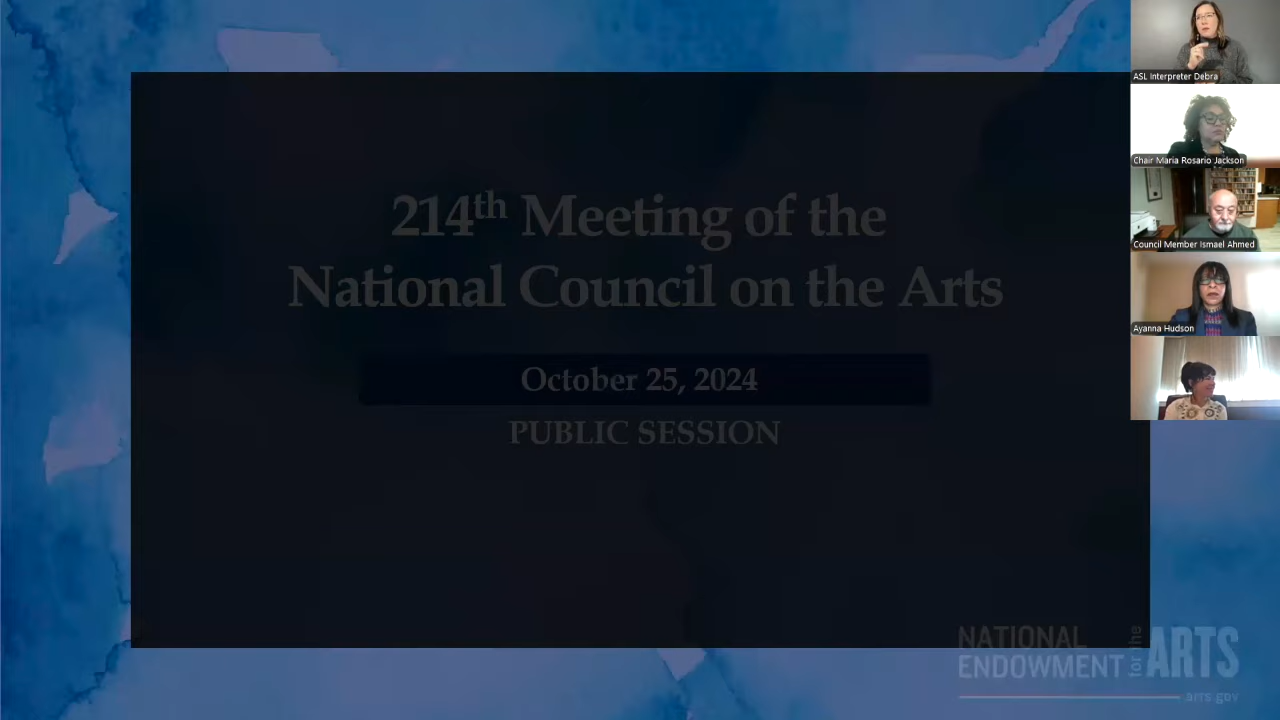 214th Meeting of the
National Council on the Arts
October 25, 2024
PUBLIC SESSION
ASL Interpreter Debra
Chair Maria Rosario Jackson
Council Member Ismael Ahmed
Ayanna Hudson
NATIONAL
ENDOWMENT
for the
ARTS
arts.gov